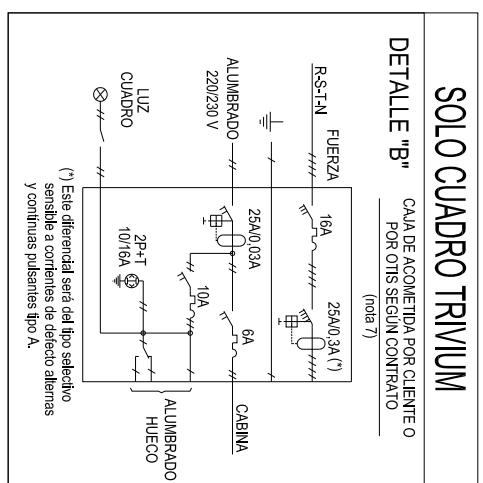 SOLO CUADRO TRIVIUM
DETALLE "B"
CAJA DE ACOMETIDA POR CLIENTE O
POR OTIS SEGÚN CONTRATO
(nota 7)
R-S-T-N
FUERZA
16A
25A/0,3A (*)
ALUMBRADO
220/230 V
25A/0,03A
6A
CABINA
10A
LUZ
CUADRO
2P+T
10/16A
ALUMBRADO
HUECO
(*) Este diferencial será del tipo selectivo
sensible a corrientes de defecto alternas
y continuas pulsantes tipo A.